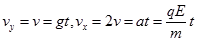 v_y = v = gt, v_x = 2v = at = \frac{qE}{m} t